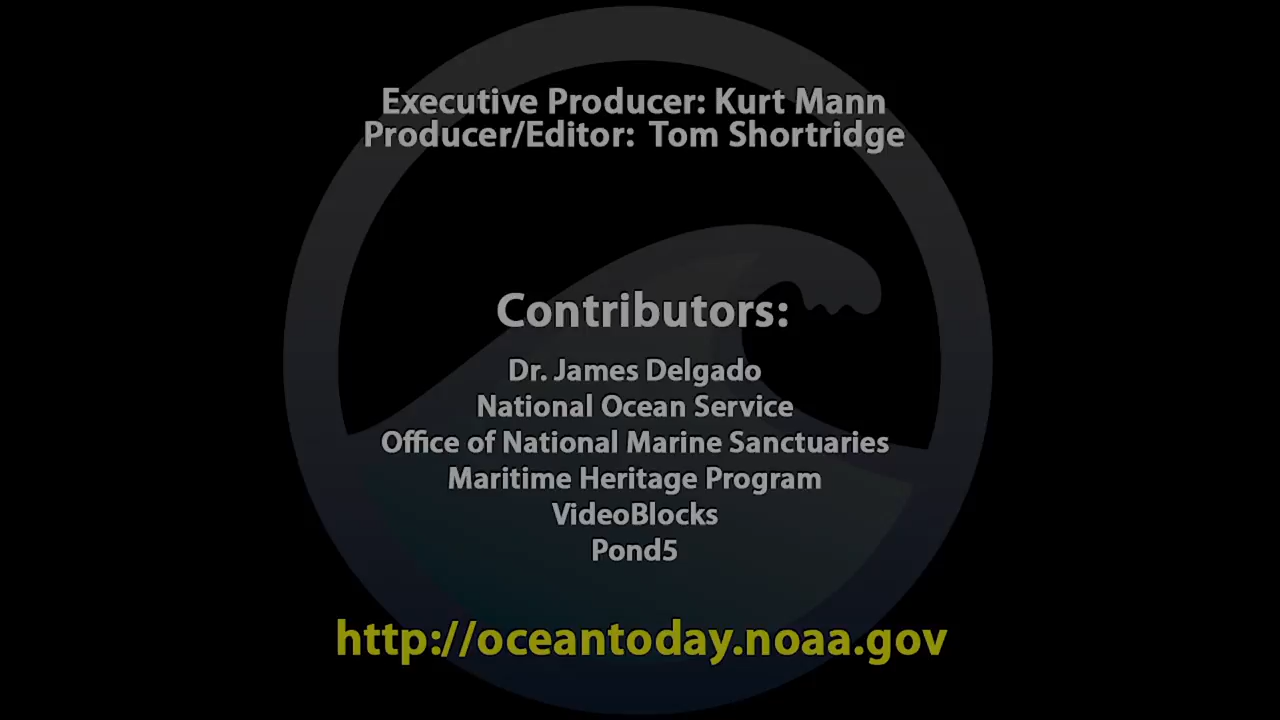 Executive Producer: Kurt Mann
Producer/Editor: Tom Shortridge
Contributors:
Dr. James Delgado
National Ocean Service
Office of National Marine Sanctuaries
Maritime Heritage Program
VideoBlocks
Pond5
http://oceantoday.noaa.gov